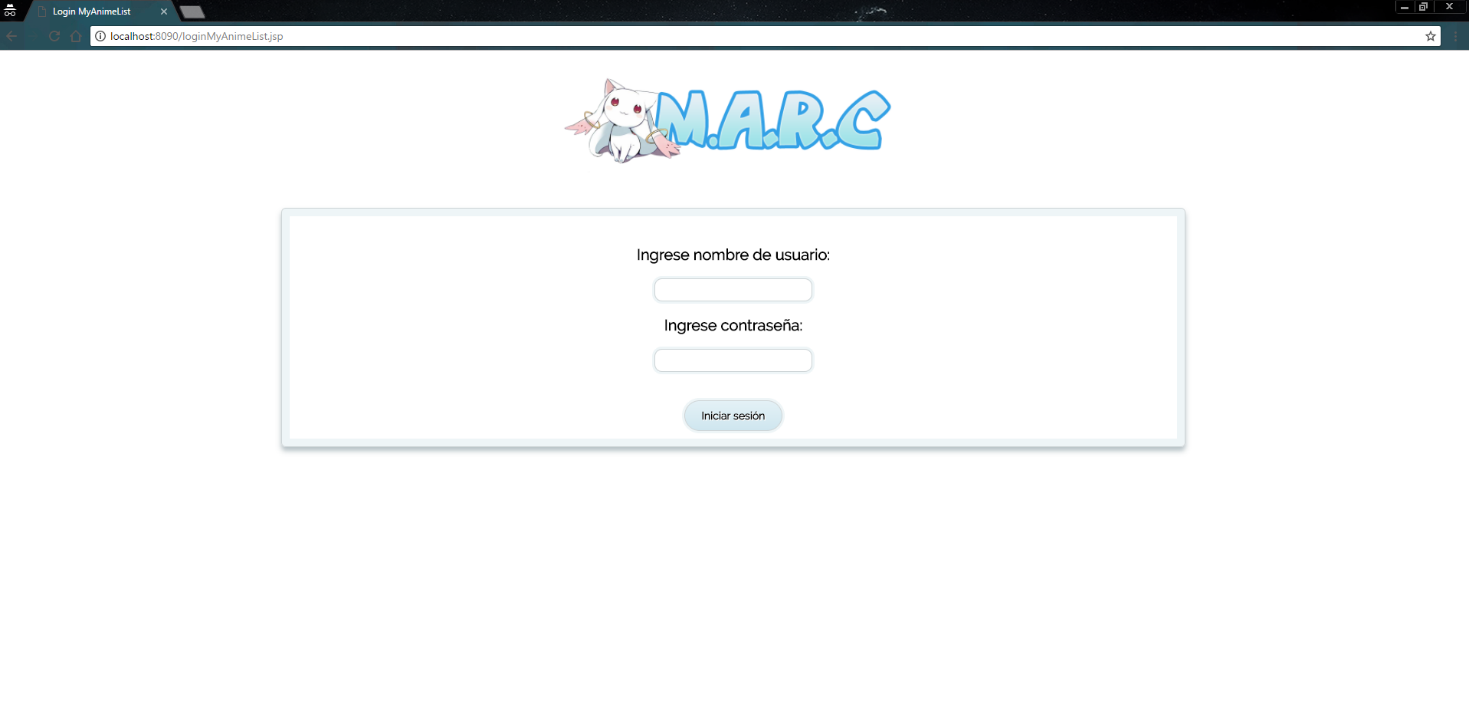 Login MyAnimeList
localhost:8090/loginMyAnimeList.jsp
M.A.R.C
Ingrese nombre de usuario:
Ingrese contraseña:
Iniciar sesión